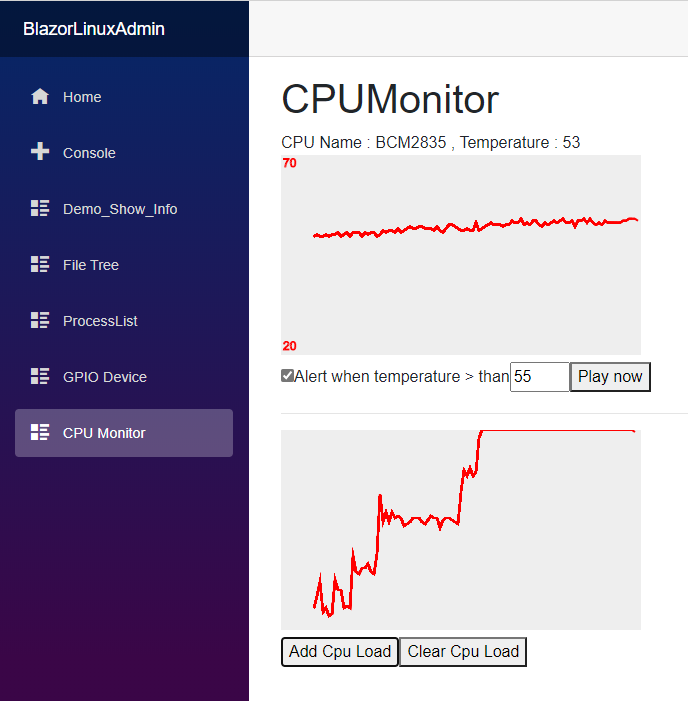 BlazorLinuxAdmin
Home
Console
Demo_Show_Info
File Tree
ProcessList
GPIO Device
CPU Monitor
CPUMonitor
CPU Name : BCM2835 , Temperature : 53
70
20
Alert when temperature > than 55 Play now
Add Cpu Load Clear Cpu Load